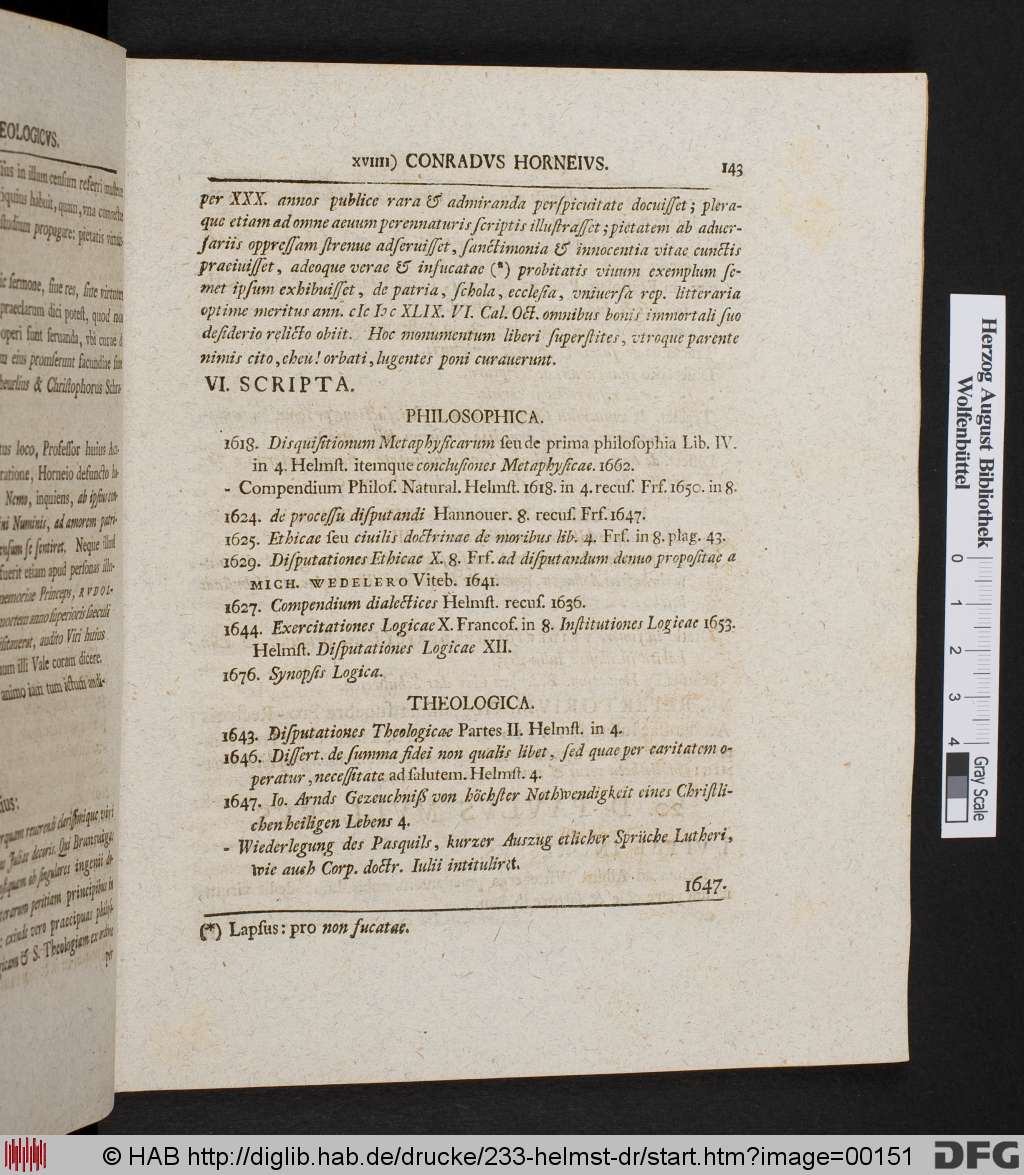 EOLOGICVS.
xviiii) CONRADVS HORNEIVS. 143
per XXX. annos publice rara & admiranda perſpicuitate docuiſſet; plera-
que etiam ad omne aeuum perennaturis ſcriptis illuſtraſſet; pietatem ab aduer-
ſariis oppreſſam ſtrenue adſeruiſſet, ſanctimonia & innocentia vitae cunctis
praeiuiſſet, adeoque verae & infucatae (*) probitatis viuum exemplum ſe-
met ipſum exhibuiſſet, de patria, ſchola, eccleſia, vniuerſa rep. litteraria
optime meritus ann. cIc Iɔc XLIX. VI. Cal. Oct. omnibus bonis immortali ſuo
deſiderio relicto obiit. Hoc monumentum liberi ſuperſtites, vtroque parente
nimis cito, eheu! orbati, lugentes poni curauerunt.
VI. SCRIPTA.
PHILOSOPHICA.
1618. Disquiſitionum Metaphyſicarum ſeu de prima philoſophia Lib. IV.
in 4. Helmſt. itemque concluſiones Metaphyſicae. 1662.
- Compendium Philoſ. Natural. Helmſt. 1618. in 4. recuſ. Frf. 1650. in 8.
1624. de proceſſu diſputandi Hannouer. 8. recuſ. Frf. 1647.
1625. Ethicae ſeu ciuilis doctrinae de moribus lib. 4. Frf. in 8. plag. 43.
1629. Diſputationes Ethicae X. 8. Frf. ad diſputandum denuo propoſitae a
MICH. WEDELERO Viteb. 1641.
1627. Compendium dialectices Helmſt. recuſ. 1636.
1644. Exercitationes Logicae X. Francof. in 8. Inſtitutiones Logicae 1653.
Helmſt. Diſputationes Logicae XII.
1676. Synopſis Logica.
THEOLOGICA.
1643. Diſputationes Theologicae Partes II. Helmſt. in 4.
1646. Diſſert. de ſumma fidei non qualis libet, ſed quae per caritatem o-
peratur, neceſſitate ad ſalutem. Helmſt. 4.
1647. Io. Arnds Gezeuchniß von höchſter Nothwendigkeit eines Chriſtli-
chen heiligen Lebens 4.
- Wiederlegung des Pasquils, kurzer Auszug etlicher Sprüche Lutheri,
wie auch Corp. doctr. Iulii intituliret.
1647.
(*) Lapſus: pro non fucatae.
Herzog August Bibliothek
Wolfenbüttel
0 1 2 3 4
Gray Scale
© HAB http://diglib.hab.de/drucke/233-helmst-dr/start.htm?image=00151
DFG